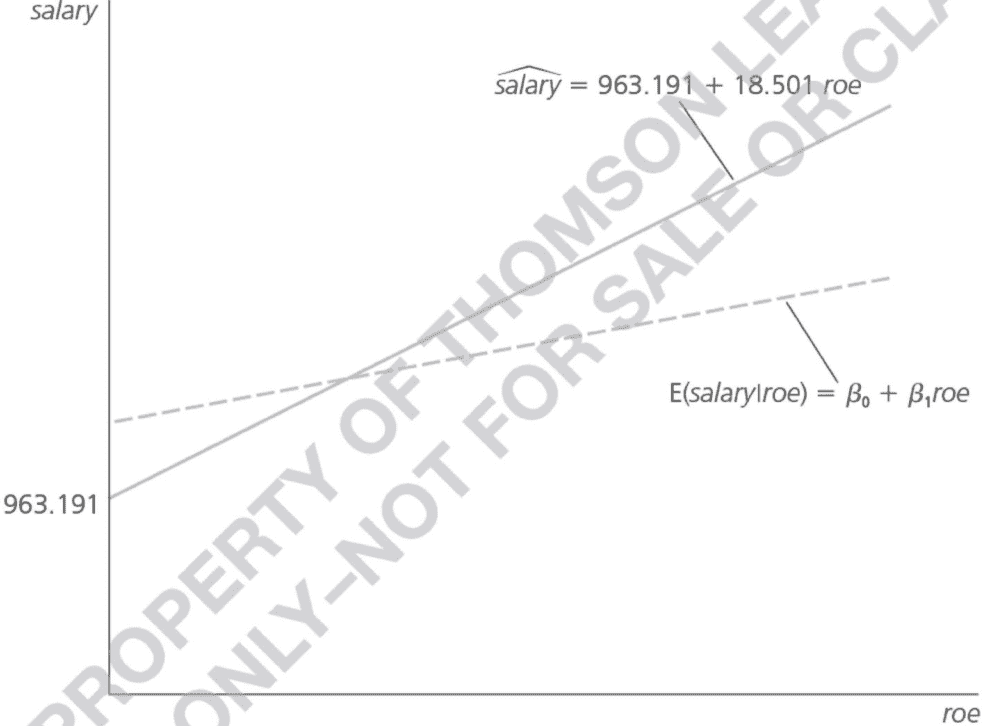 salary
salary = 963.191 + 18.501 roe
E(salary|roe) = β₀ + β₁roe
963.191
roe
PROPERTY OF THOMSON LEA
ONLY–NOT FOR SALE OR CLA